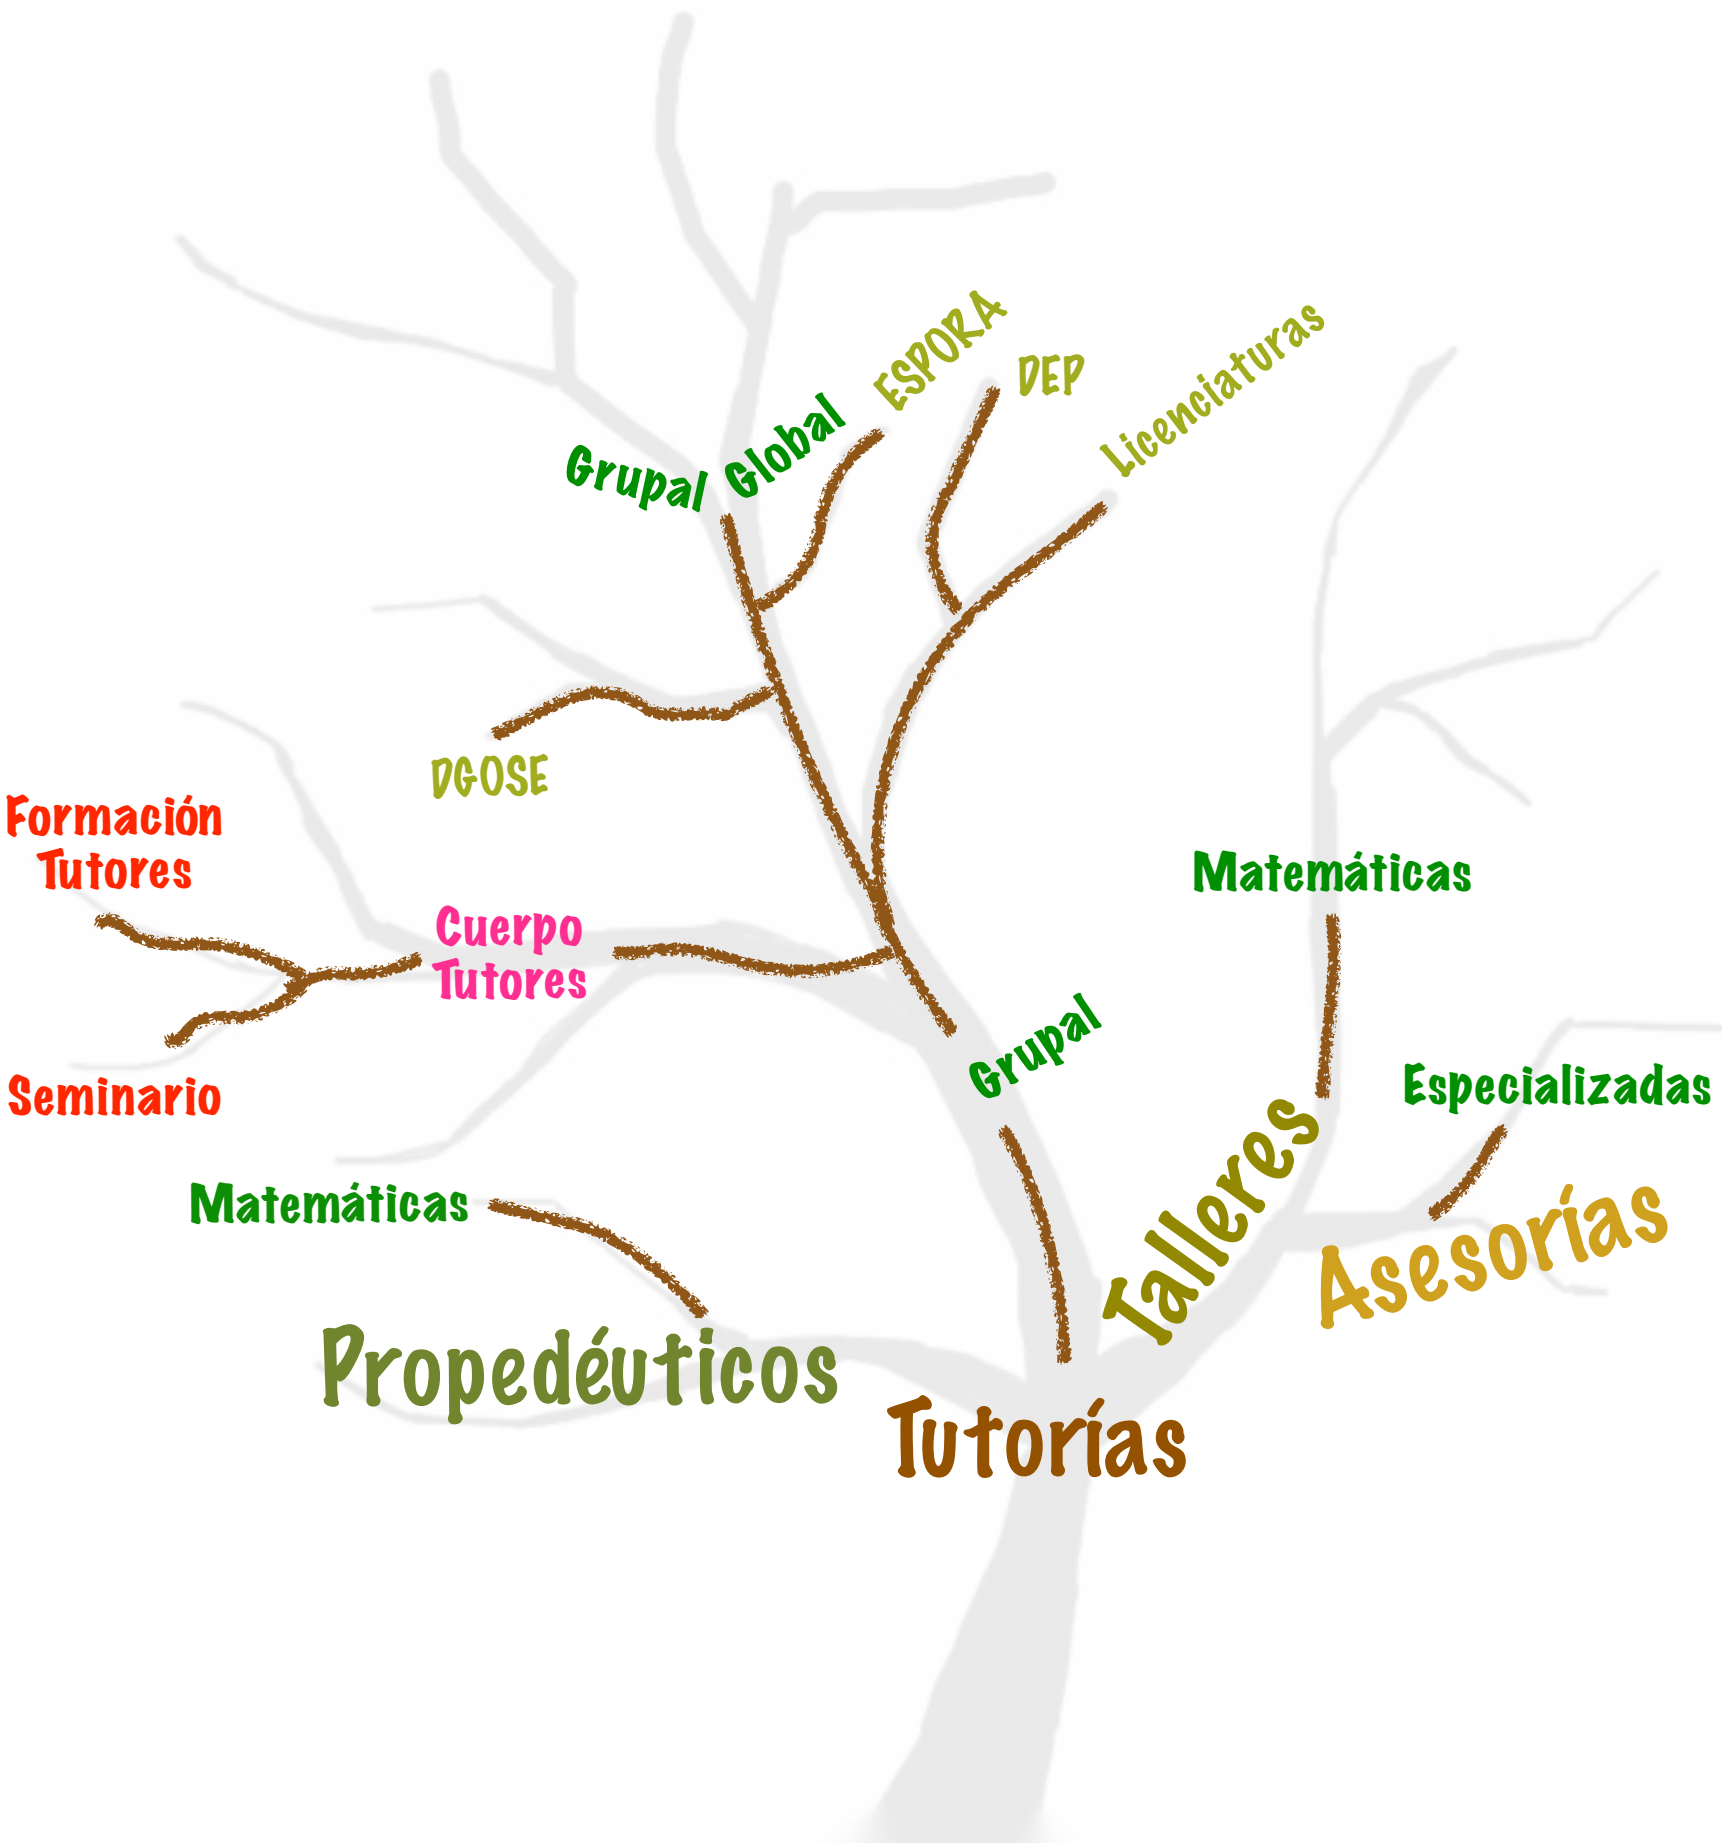 ESPORA
DEP
Licenciaturas
Grupal Global
DGOSE
Formación
Tutores
Cuerpo
Tutores
Matemáticas
Grupal
Seminario
Especializadas
Matemáticas
Talleres
Asesorías
Propedéuticos
Tutorías